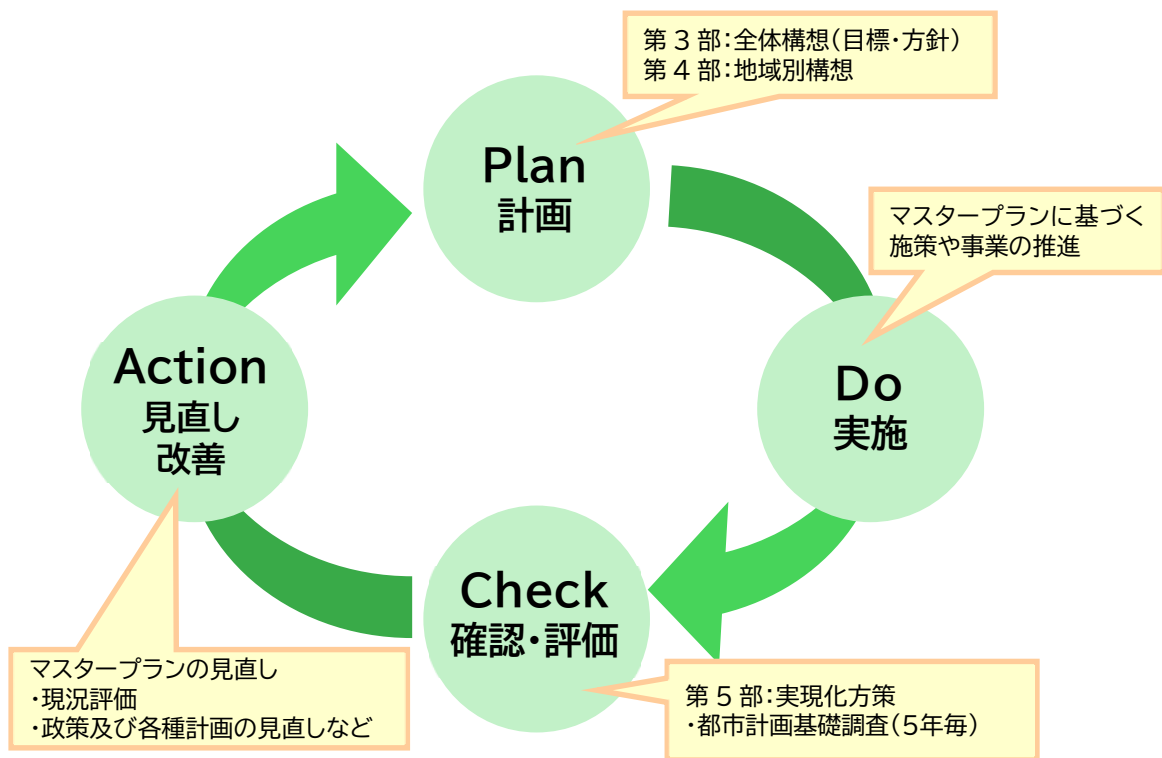 第3部:全体構想(目標・方針)
第4部:地域別構想
Plan
計画
マスタープランに基づく
施策や事業の推進
Do
実施
Check
確認・評価
第5部:実現化方策
・都市計画基礎調査(5年毎)
Action
見直し
改善
マスタープランの見直し
・現況評価
・政策及び各種計画の見直しなど